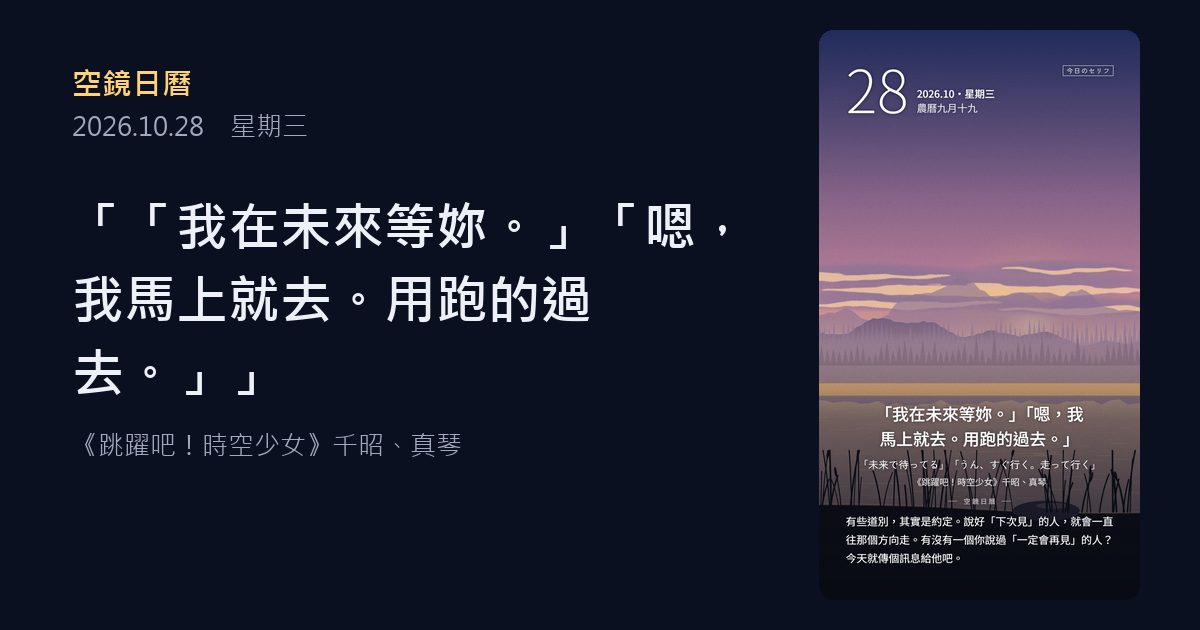 空鏡日曆
2026.10.28 星期三
「「我在未來等妳。」「嗯，
我馬上就去。用跑的過
去。」」
《跳躍吧！時空少女》千昭、真琴
28
今日のセリフ
2026.10・星期三
農曆九月十九
「我在未來等妳。」「嗯，我
馬上就去。用跑的過去。」
「未来で待ってる」「うん、すぐ行く。走って行く」
《跳躍吧！時空少女》千昭、真琴
— 空鏡日曆 —
有些道別，其實是約定。說好「下次見」的人，就會一直
往那個方向走。有沒有一個你說過「一定會再見」的人？
今天就傳個訊息給他吧。